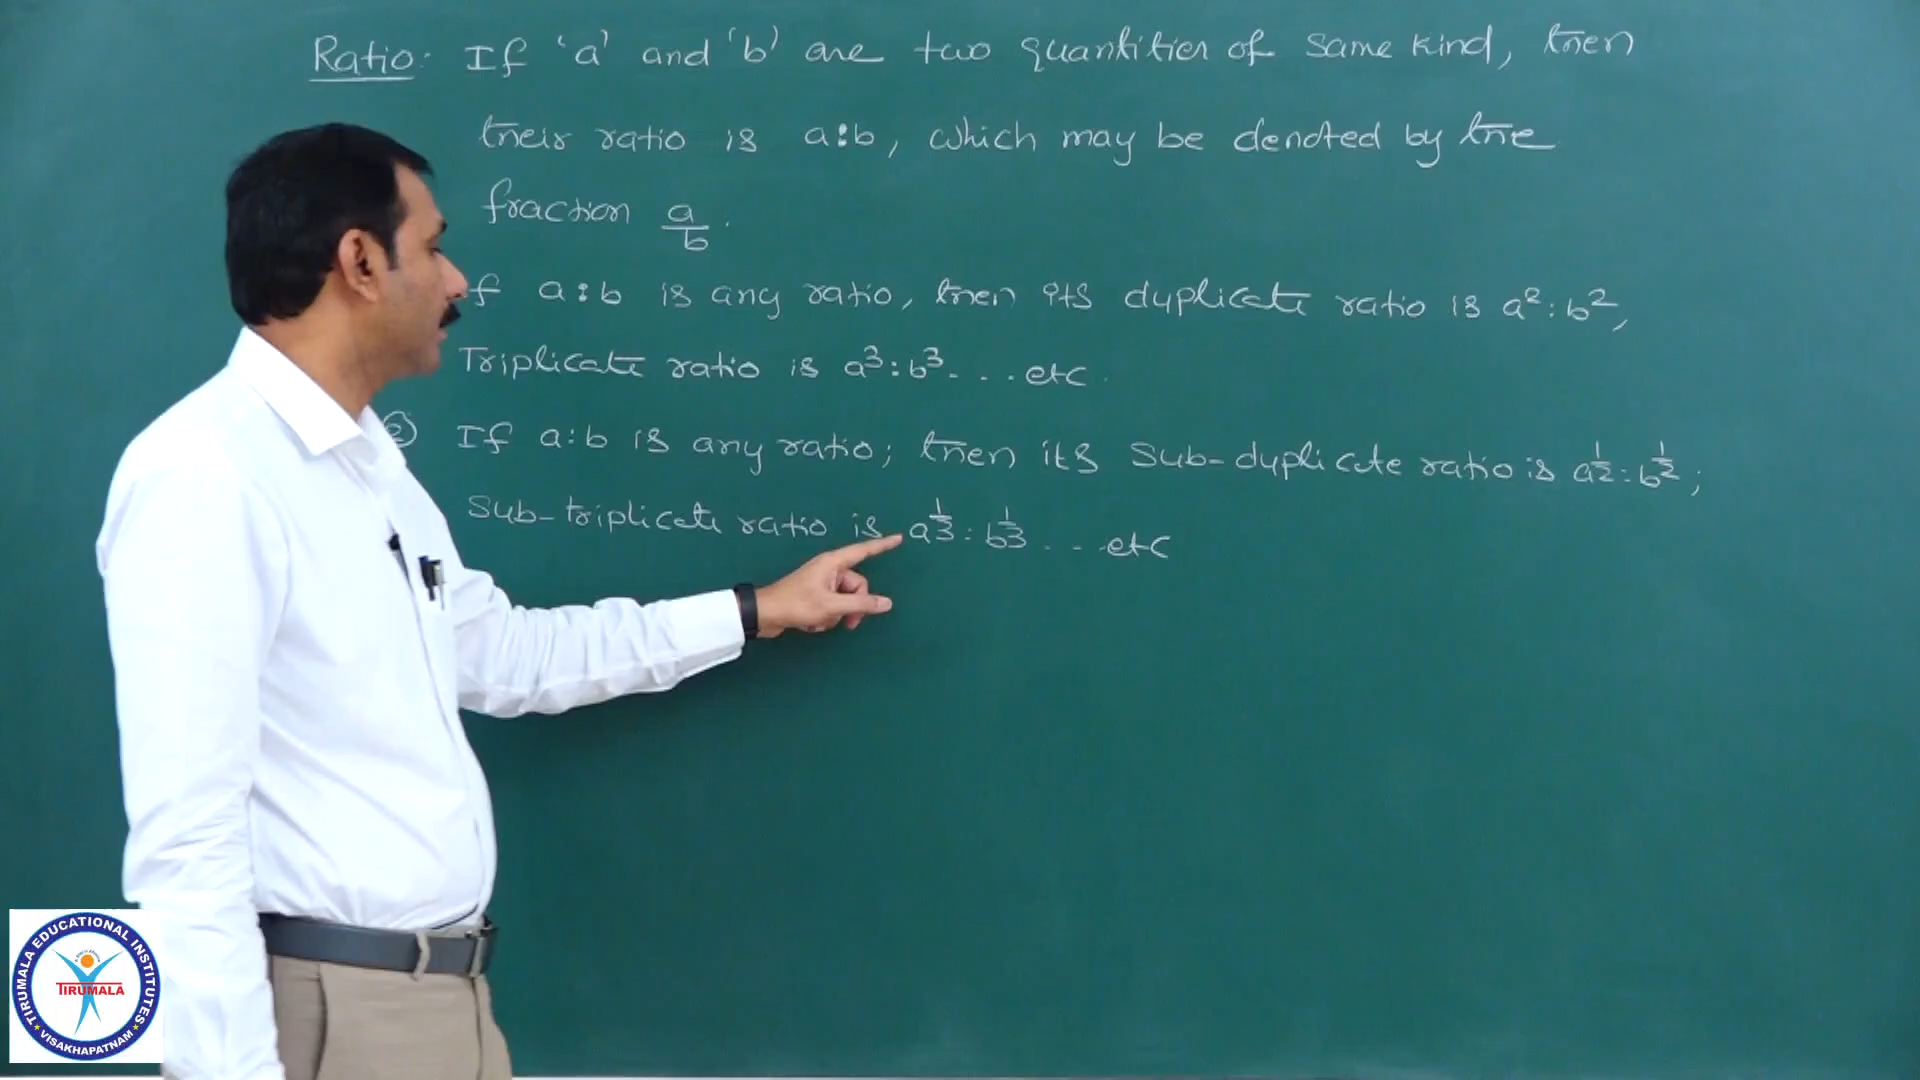 Ratio: If 'a' and 'b' are two quantities of same kind, then
their ratio is a:b, which may be denoted by the
fraction a/b.
f a:b is any ratio, then its duplicate ratio is a²:b²,
Triplicate ratio is a³:b³... etc.
② If a:b is any ratio; then its Sub-duplicate ratio is a^1/2:b^1/2;
Sub-triplicate ratio is a^1/3:b^1/3...etc
TIRUMALA EDUCATIONAL INSTITUTES
TIRUMALA
★ VISAKHAPATNAM ★